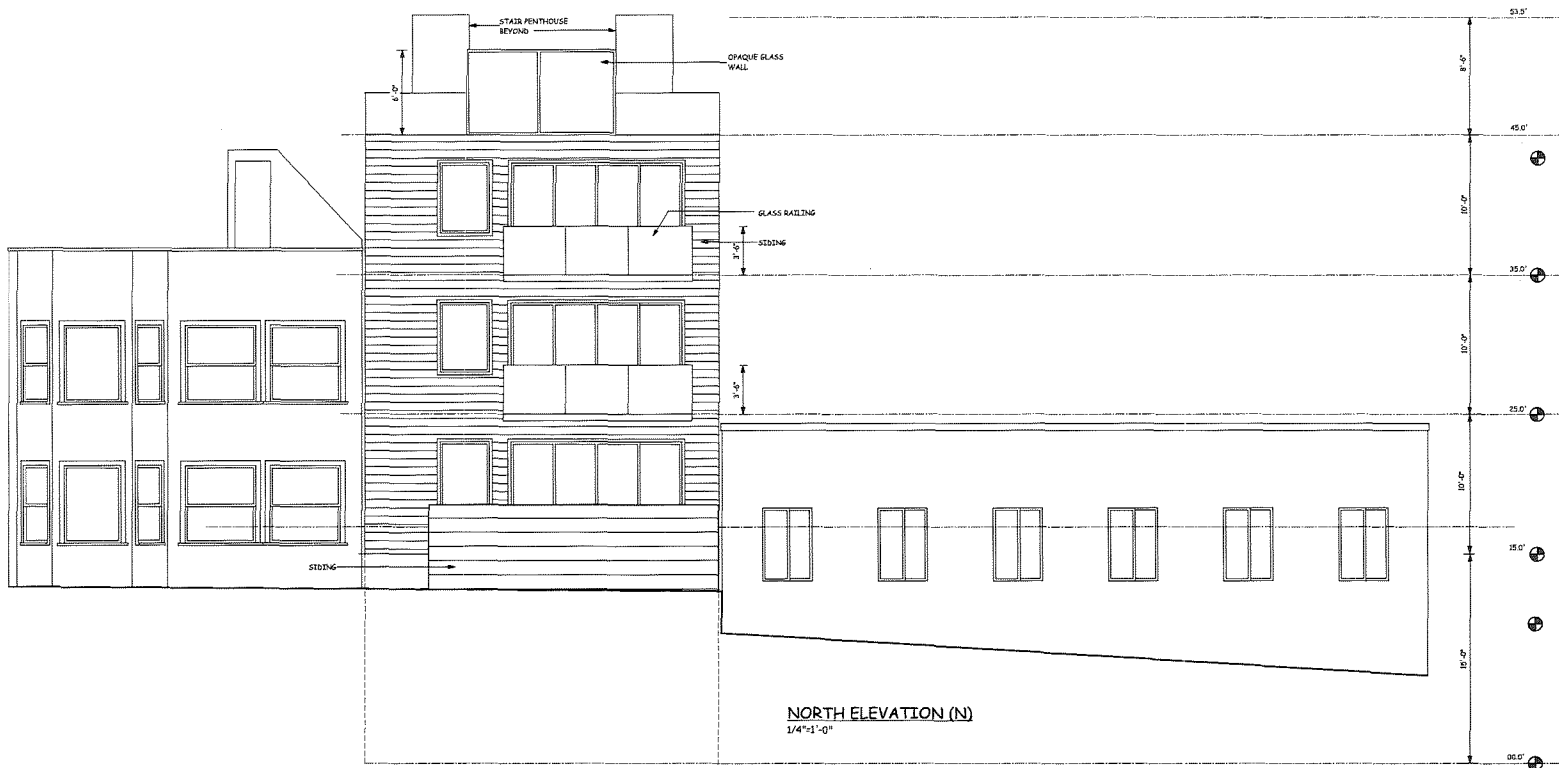 53.5'
STAIR PENTHOUSE
BEYOND
OPAQUE GLASS
WALL
8'-6"
6'-0"
45.0'
10'-0"
GLASS RAILING
SIDING
3'-6"
35.0'
10'-0"
3'-6"
25.0'
10'-0"
15.0'
SIDING
15'-0"
NORTH ELEVATION (N)
1/4"=1'-0"
00.0'